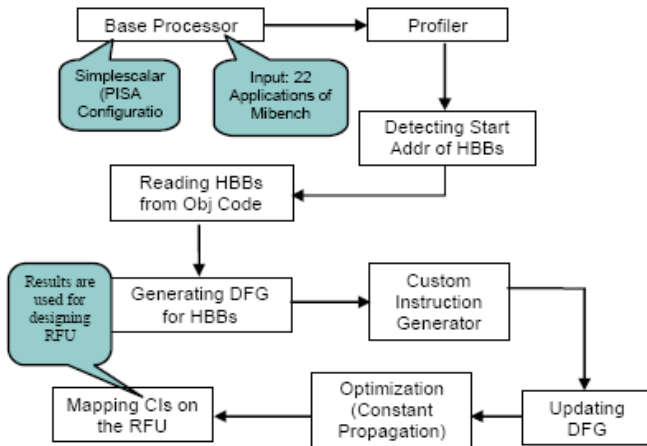 Base Processor
Profiler
Simplescalar
(PISA
Configuratio
Input: 22
Applications of
Mibench
Detecting Start
Addr of HBBs
Reading HBBs
from Obj Code
Results are
used for
designing
RFU
Generating DFG
for HBBs
Custom
Instruction
Generator
Mapping CIs on
the RFU
Optimization
(Constant
Propagation)
Updating
DFG